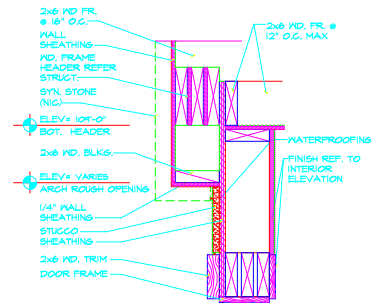 2x6 WD FR.
@ 16" O.C.
WALL
SHEATHING
WD. FRAME
HEADER REFER
STRUCT.
SYN. STONE
(NIC)
ELEV= 109'-0"
BOT. HEADER
2x6 WD. BLKG.
ELEV= VARIES
ARCH ROUGH OPENING
1/4" WALL
SHEATHING
STUCCO
SHEATHING
2x6 WD. TRIM
DOOR FRAME
2x6 WD. FR. @
12" O.C. MAX
WATERPROOFING
FINISH REF. TO
INTERIOR
ELEVATION